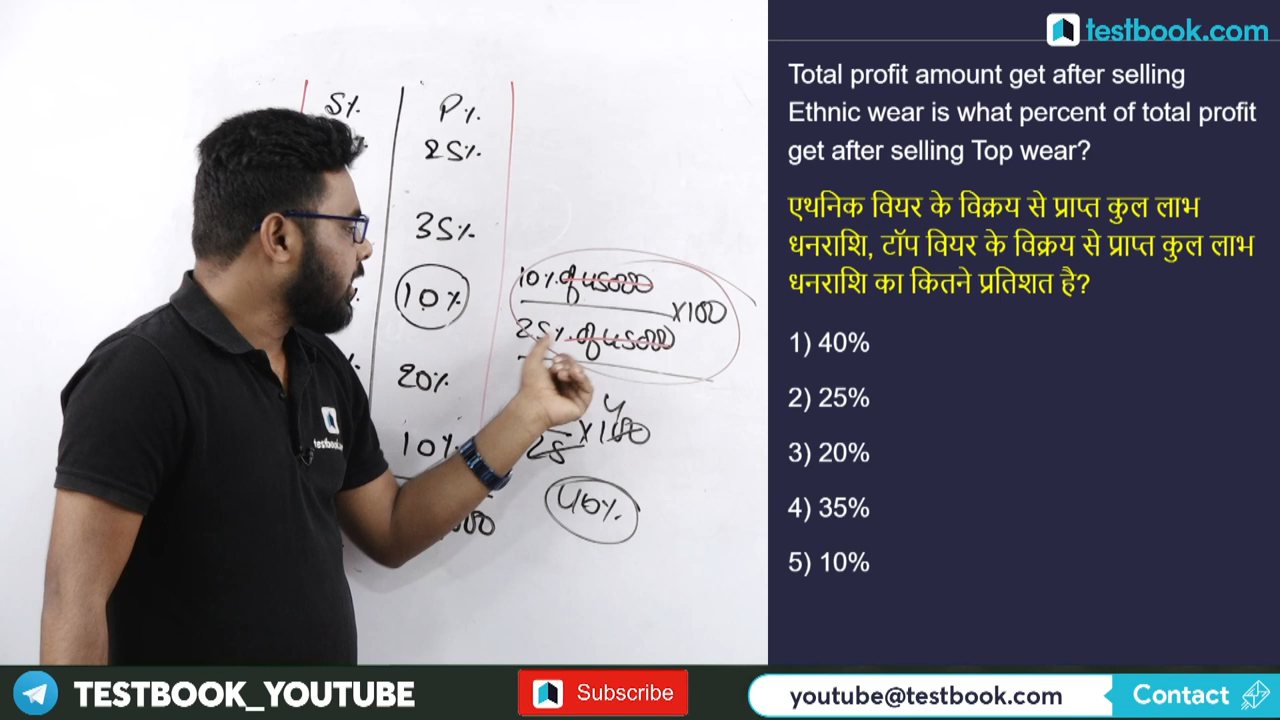 testbook.com
Total profit amount get after selling
Ethnic wear is what percent of total profit
get after selling Top wear?
एथनिक वियर के विक्रय से प्राप्त कुल लाभ
धनराशि, टॉप वियर के विक्रय से प्राप्त कुल लाभ
धनराशि का कितने प्रतिशत है?
1) 40%
2) 25%
3) 20%
4) 35%
5) 10%
S%
P%
25%
35%
10%
20%
10%
10% of 45000
25% of 45000
×100
25 ×100
4
40%
testbook
TESTBOOK_YOUTUBE
Subscribe
youtube@testbook.com
Contact